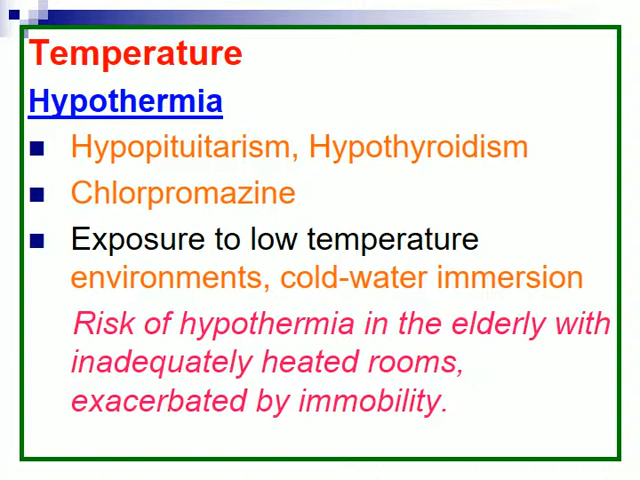 Temperature
Hypothermia
Hypopituitarism, Hypothyroidism
Chlorpromazine
Exposure to low temperature
environments, cold-water immersion
Risk of hypothermia in the elderly with
inadequately heated rooms,
exacerbated by immobility.